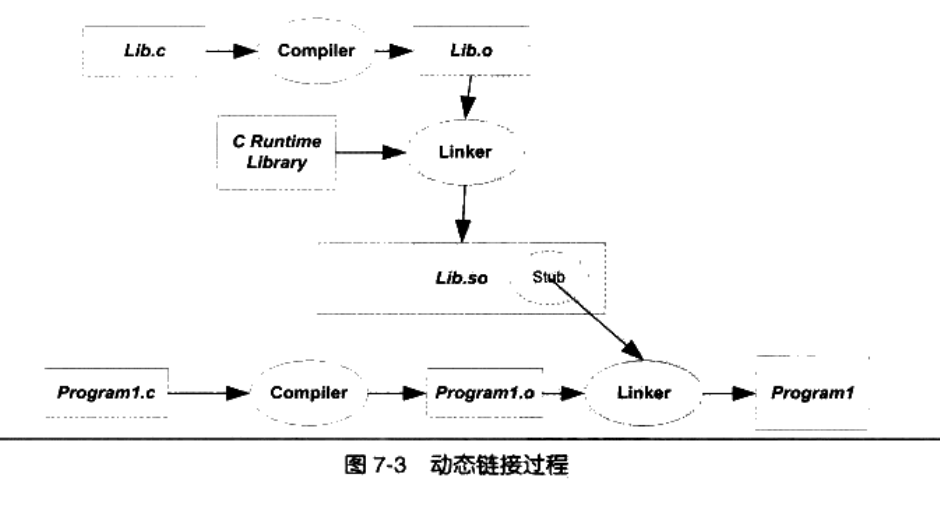 Lib.c
Compiler
Lib.o
C Runtime
Library
Linker
Lib.so
Stub
Program1.c
Compiler
Program1.o
Linker
Program1
图 7-3 动态链接过程